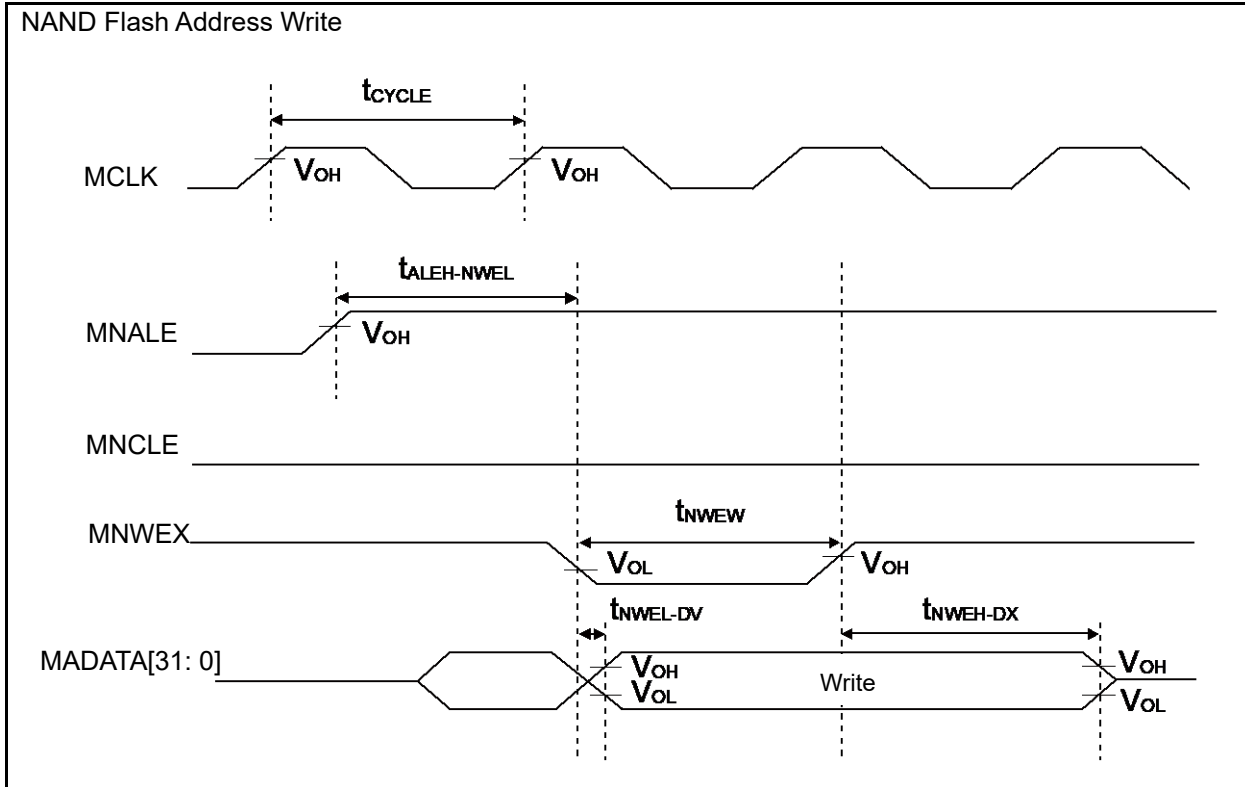 NAND Flash Address Write
tCYCLE
MCLK
VOH
VOH
tALEH-NWEL
MNALE
VOH
MNCLE
tNWEW
MNWEX
VOL
VOH
tNWEL-DV
tNWEH-DX
MADATA[31: 0]
VOH
VOL
Write
VOH
VOL